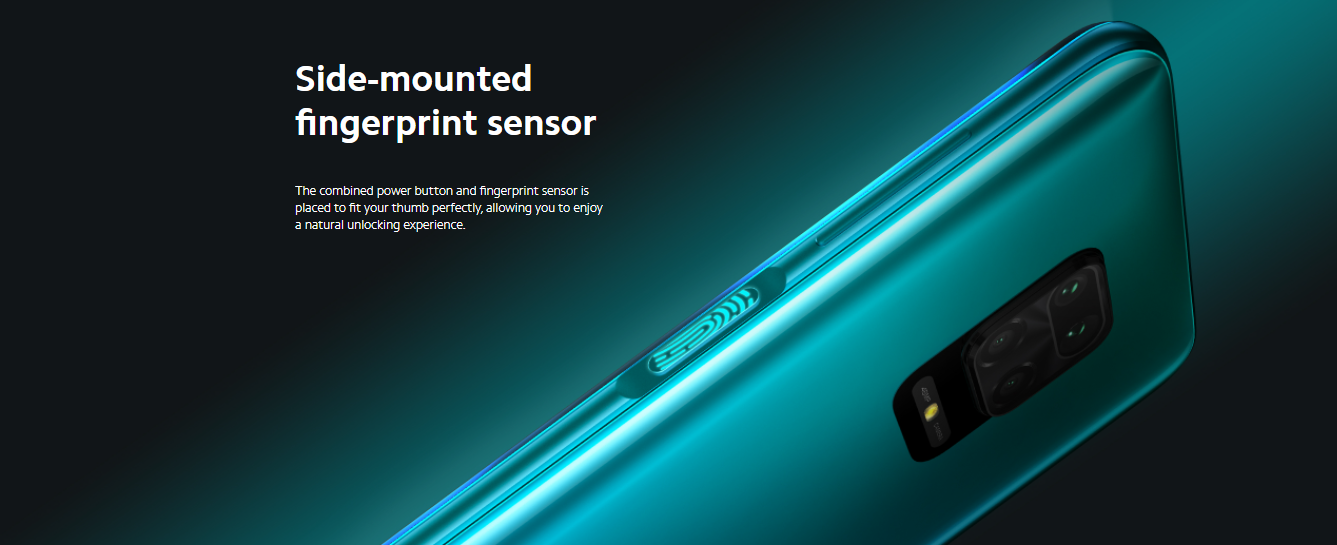 Side-mounted
fingerprint sensor
The combined power button and fingerprint sensor is
placed to fit your thumb perfectly, allowing you to enjoy
a natural unlocking experience.